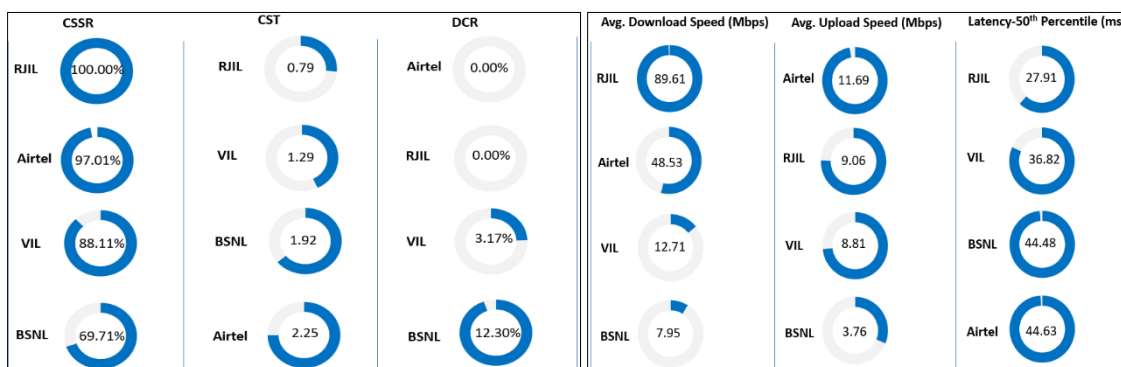 CSSR CST DCR
RJIL 100.00% RJIL 0.79 Airtel 0.00%
Airtel 97.01% VIL 1.29 RJIL 0.00%
VIL 88.11% BSNL 1.92 VIL 3.17%
BSNL 69.71% Airtel 2.25 BSNL 12.30%
Avg. Download Speed (Mbps) Avg. Upload Speed (Mbps) Latency-50th Percentile (ms
RJIL 89.61 Airtel 11.69 RJIL 27.91
Airtel 48.53 RJIL 9.06 VIL 36.82
VIL 12.71 VIL 8.81 BSNL 44.48
BSNL 7.95 BSNL 3.76 Airtel 44.63